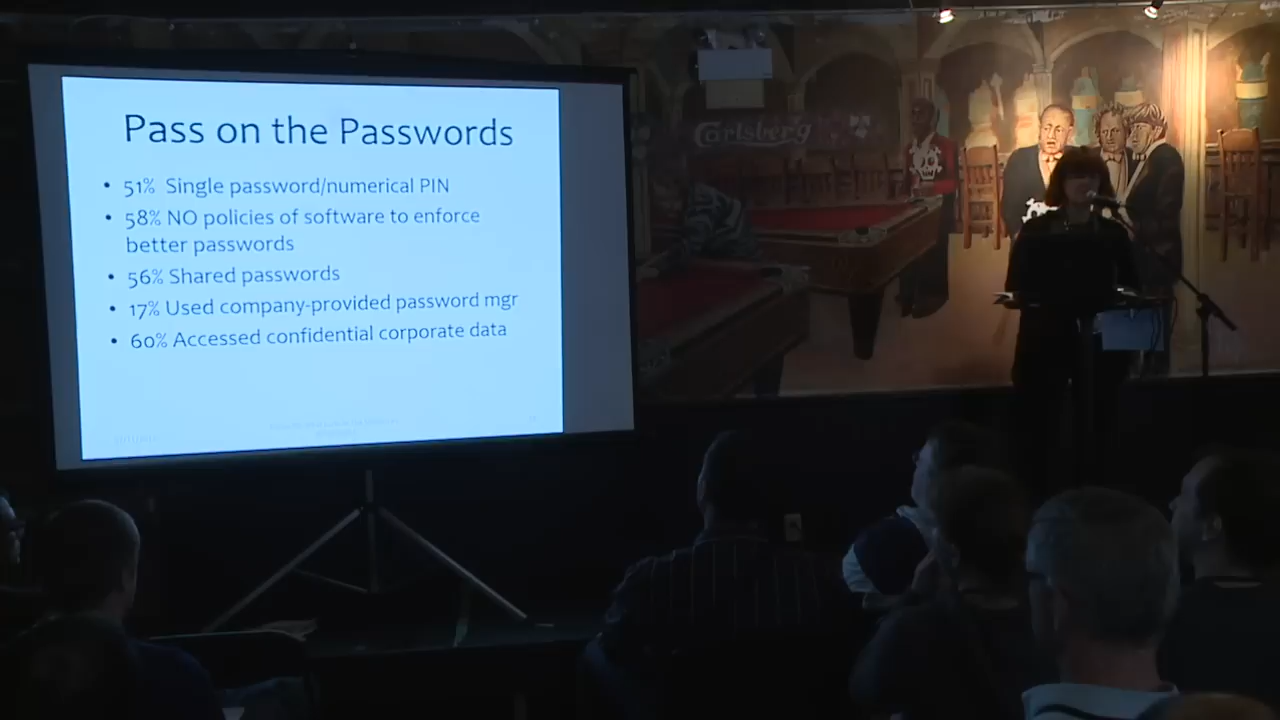 Pass on the Passwords
• 51% Single password/numerical PIN
• 58% NO policies of software to enforce
better passwords
• 56% Shared passwords
• 17% Used company-provided password mgr
• 60% Accessed confidential corporate data
Carlsberg